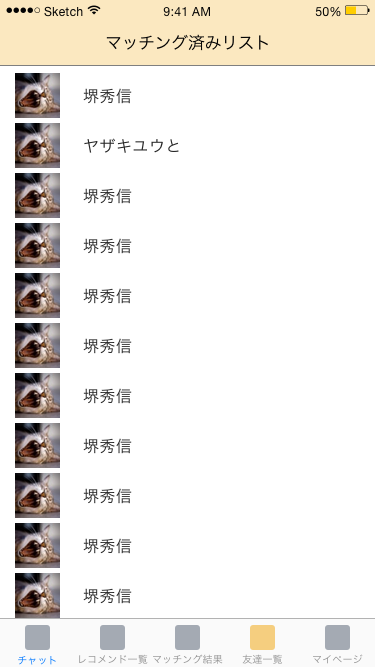 Sketch 9:41 AM 50%
マッチング済みリスト
堺秀信
ヤザキユウと
堺秀信
堺秀信
堺秀信
堺秀信
堺秀信
堺秀信
堺秀信
堺秀信
堺秀信
チャット レコメンド一覧 マッチング結果 友達一覧 マイページ